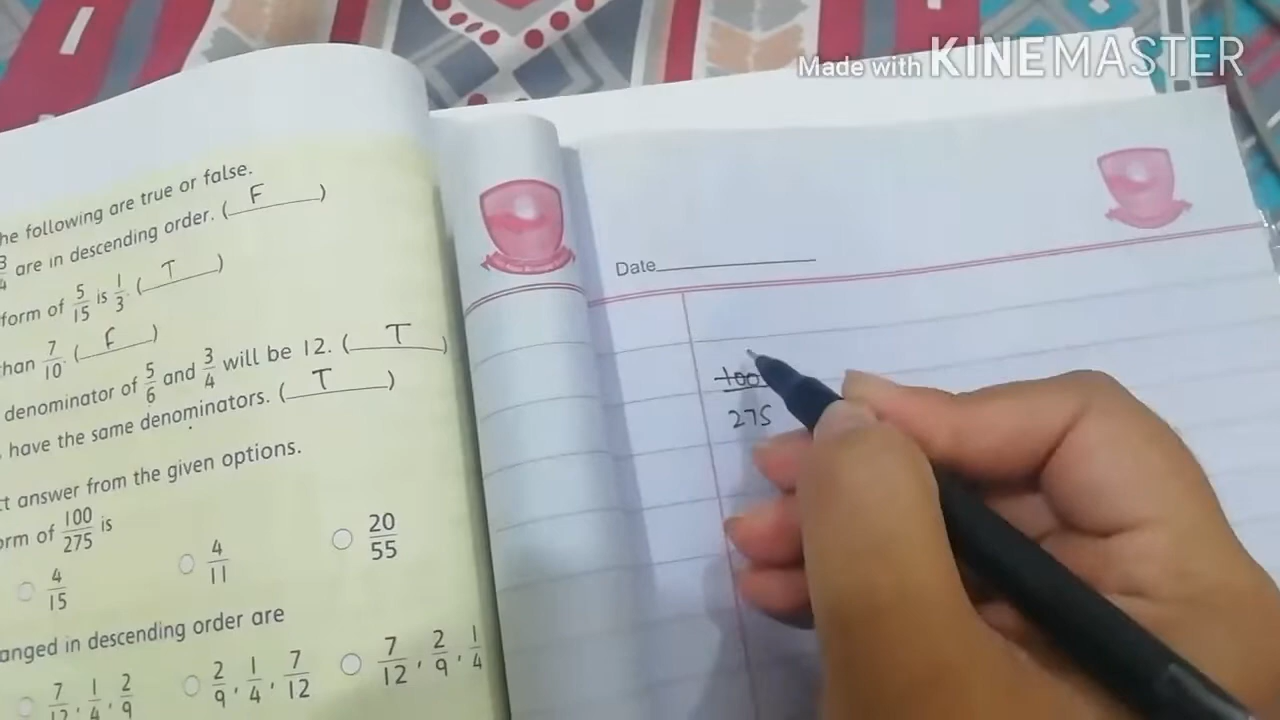 Made with KINEMASTER
he following are true or false.
3/4 are in descending order. ( F )
form of 5/15 is 1/3. ( T )
han 7/10. ( F )
denominator of 5/6 and 3/4 will be 12. ( T )
have the same denominators. ( T )
ct answer from the given options.
orm of 100/275 is
4/15 4/11 20/55
anged in descending order are
7/12, 1/4, 2/9 2/9, 1/4, 7/12 7/12, 2/9, 1/4
Date
100
275